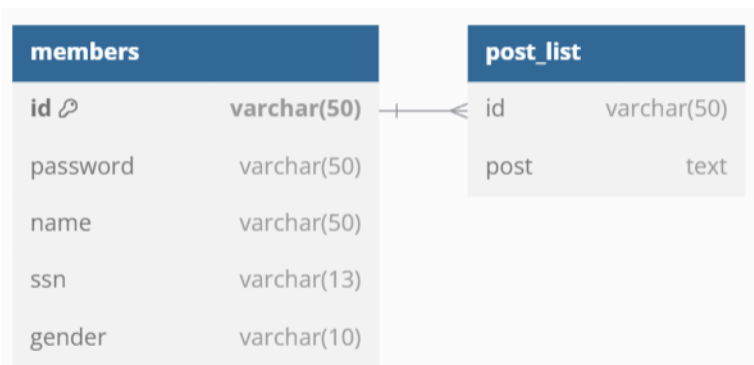 members
id varchar(50)
password varchar(50)
name varchar(50)
ssn varchar(13)
gender varchar(10)
post_list
id varchar(50)
post text